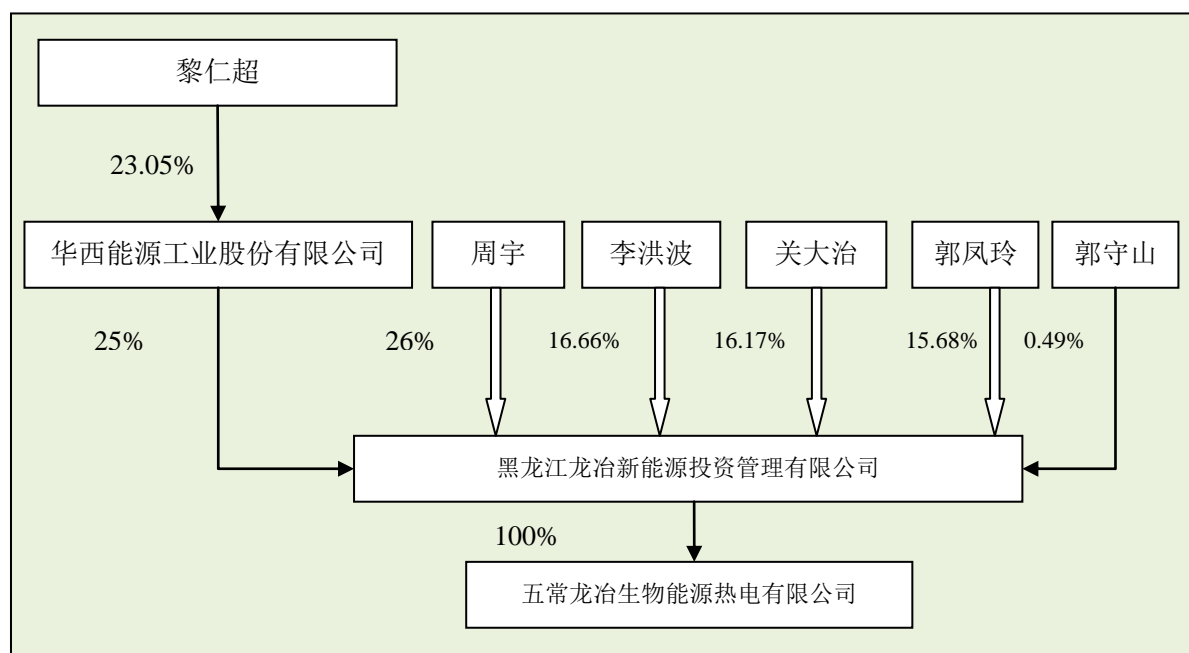 黎仁超
23.05%
华西能源工业股份有限公司
周宇
李洪波
关大冶
郭凤玲
郭守山
25%
26%
16.66%
16.17%
15.68%
0.49%
黑龙江龙冶新能源投资管理有限公司
100%
五常龙冶生物能源热电有限公司